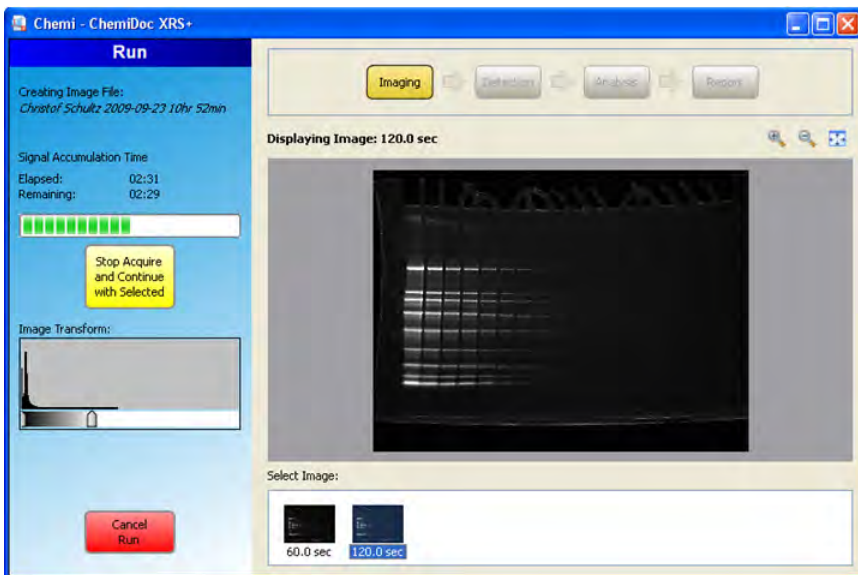 Chemi - ChemiDoc XRS+
Run
Creating Image File:
Christof Schultz 2009-09-23 10hr 52min
Signal Accumulation Time
Elapsed: 02:31
Remaining: 02:29
Stop Acquire
and Continue
with Selected
Image Transform:
Cancel
Run
Imaging
Detection
Analysis
Report
Displaying Image: 120.0 sec
Select Image:
60.0 sec
120.0 sec